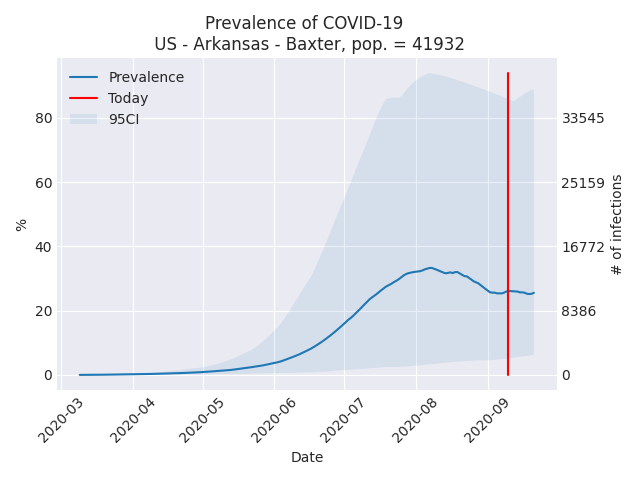 Prevalence of COVID-19
US - Arkansas - Baxter, pop. = 41932
Prevalence
Today
95CI
80
60
40
20
0
%
33545
25159
16772
8386
0
# of infections
2020-03
2020-04
2020-05
2020-06
2020-07
2020-08
2020-09
Date